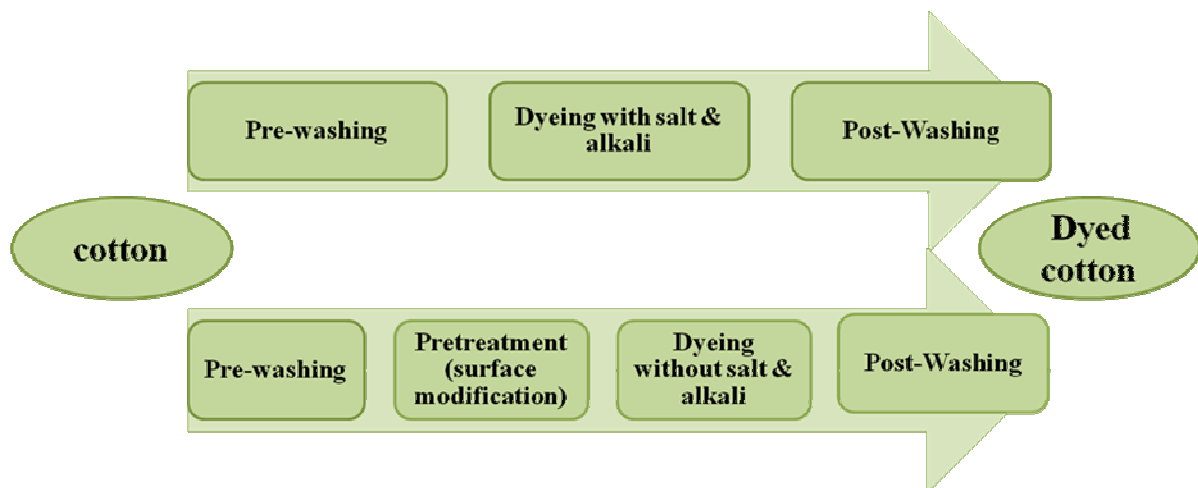 Pre-washing
Dyeing with salt &
alkali
Post-Washing
cotton
Dyed
cotton
Pre-washing
Pretreatment
(surface
modification)
Dyeing
without salt &
alkali
Post-Washing